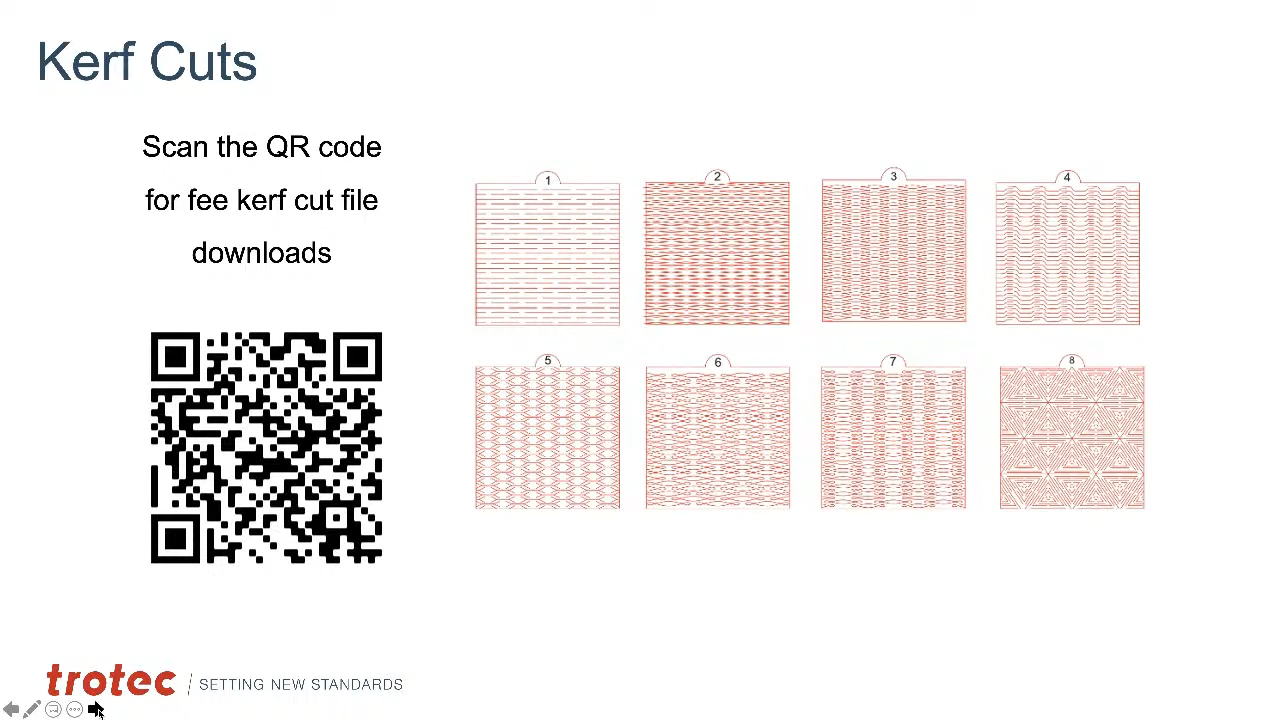 Kerf Cuts
Scan the QR code
for fee kerf cut file
downloads
1
2
3
4
5
6
7
8
trotec / SETTING NEW STANDARDS